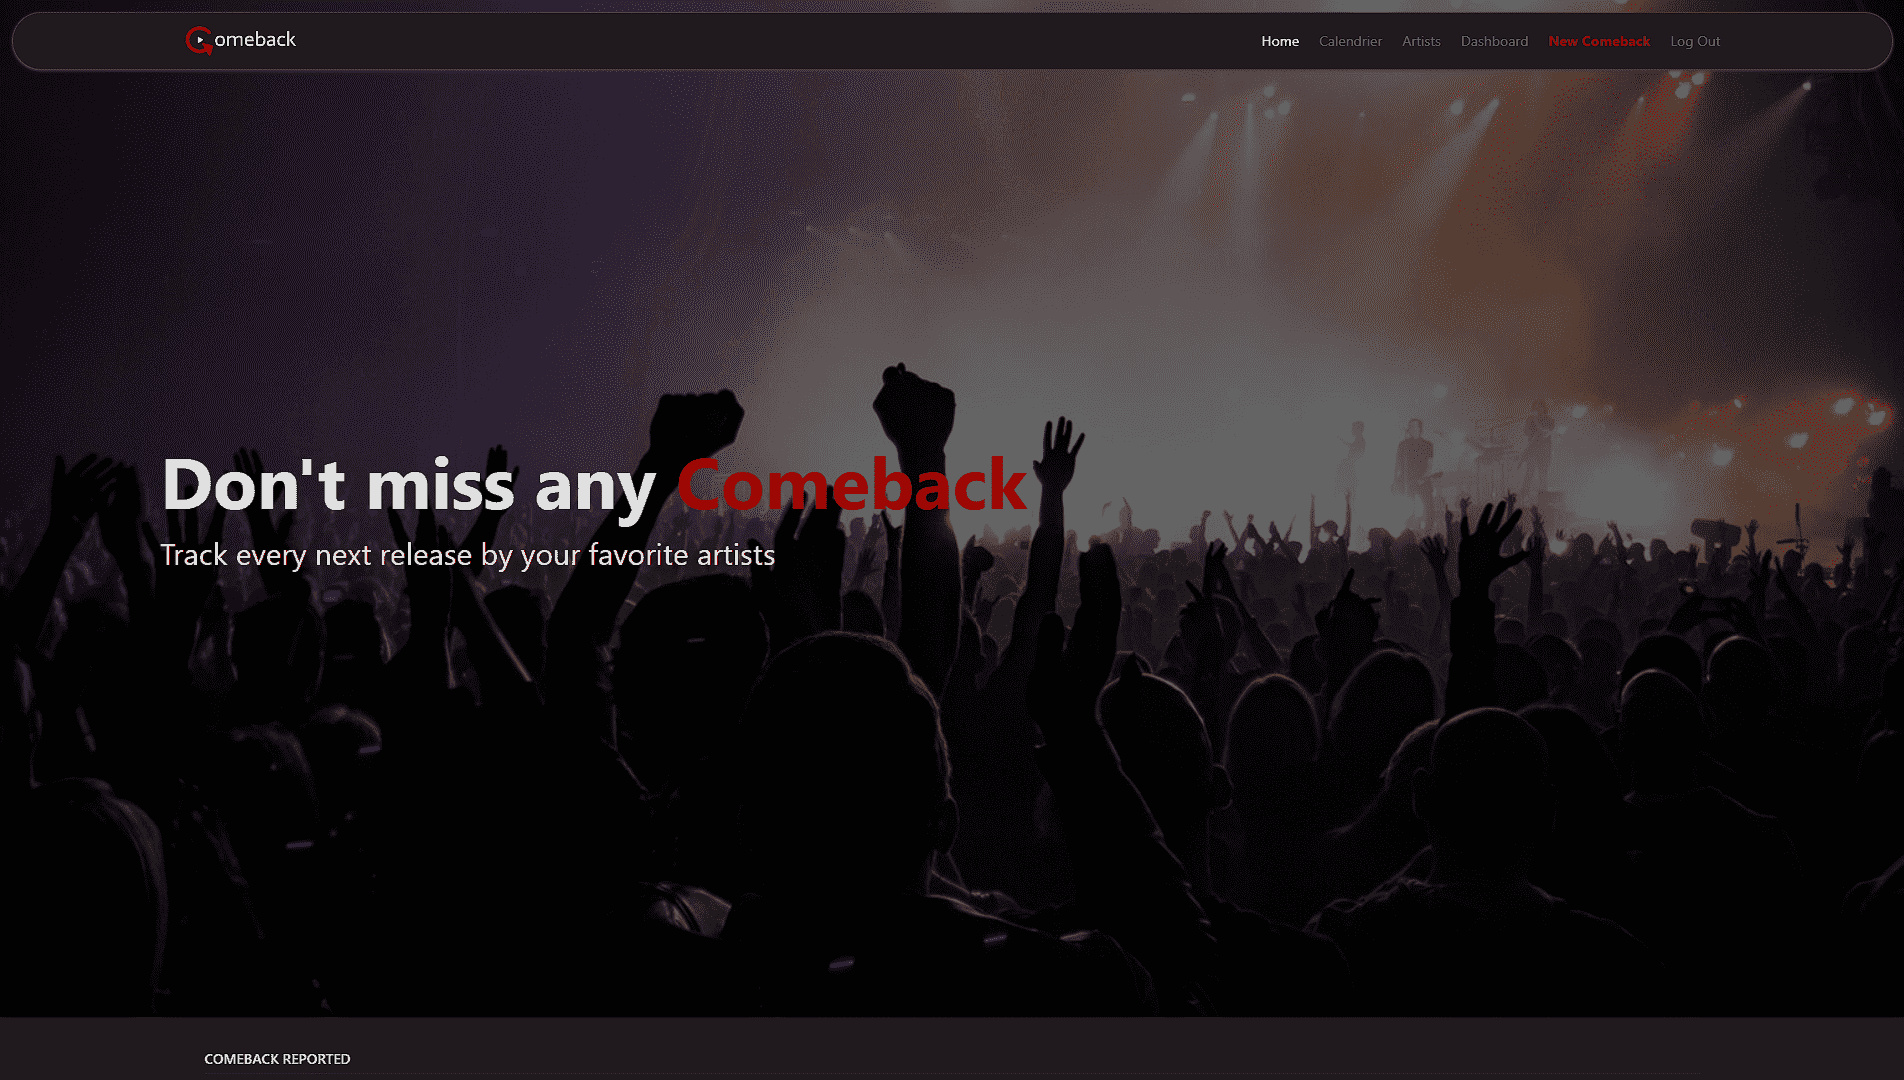 Comeback
Home Calendrier Artists Dashboard New Comeback Log Out
Don't miss any Comeback
Track every next release by your favorite artists
COMEBACK REPORTED